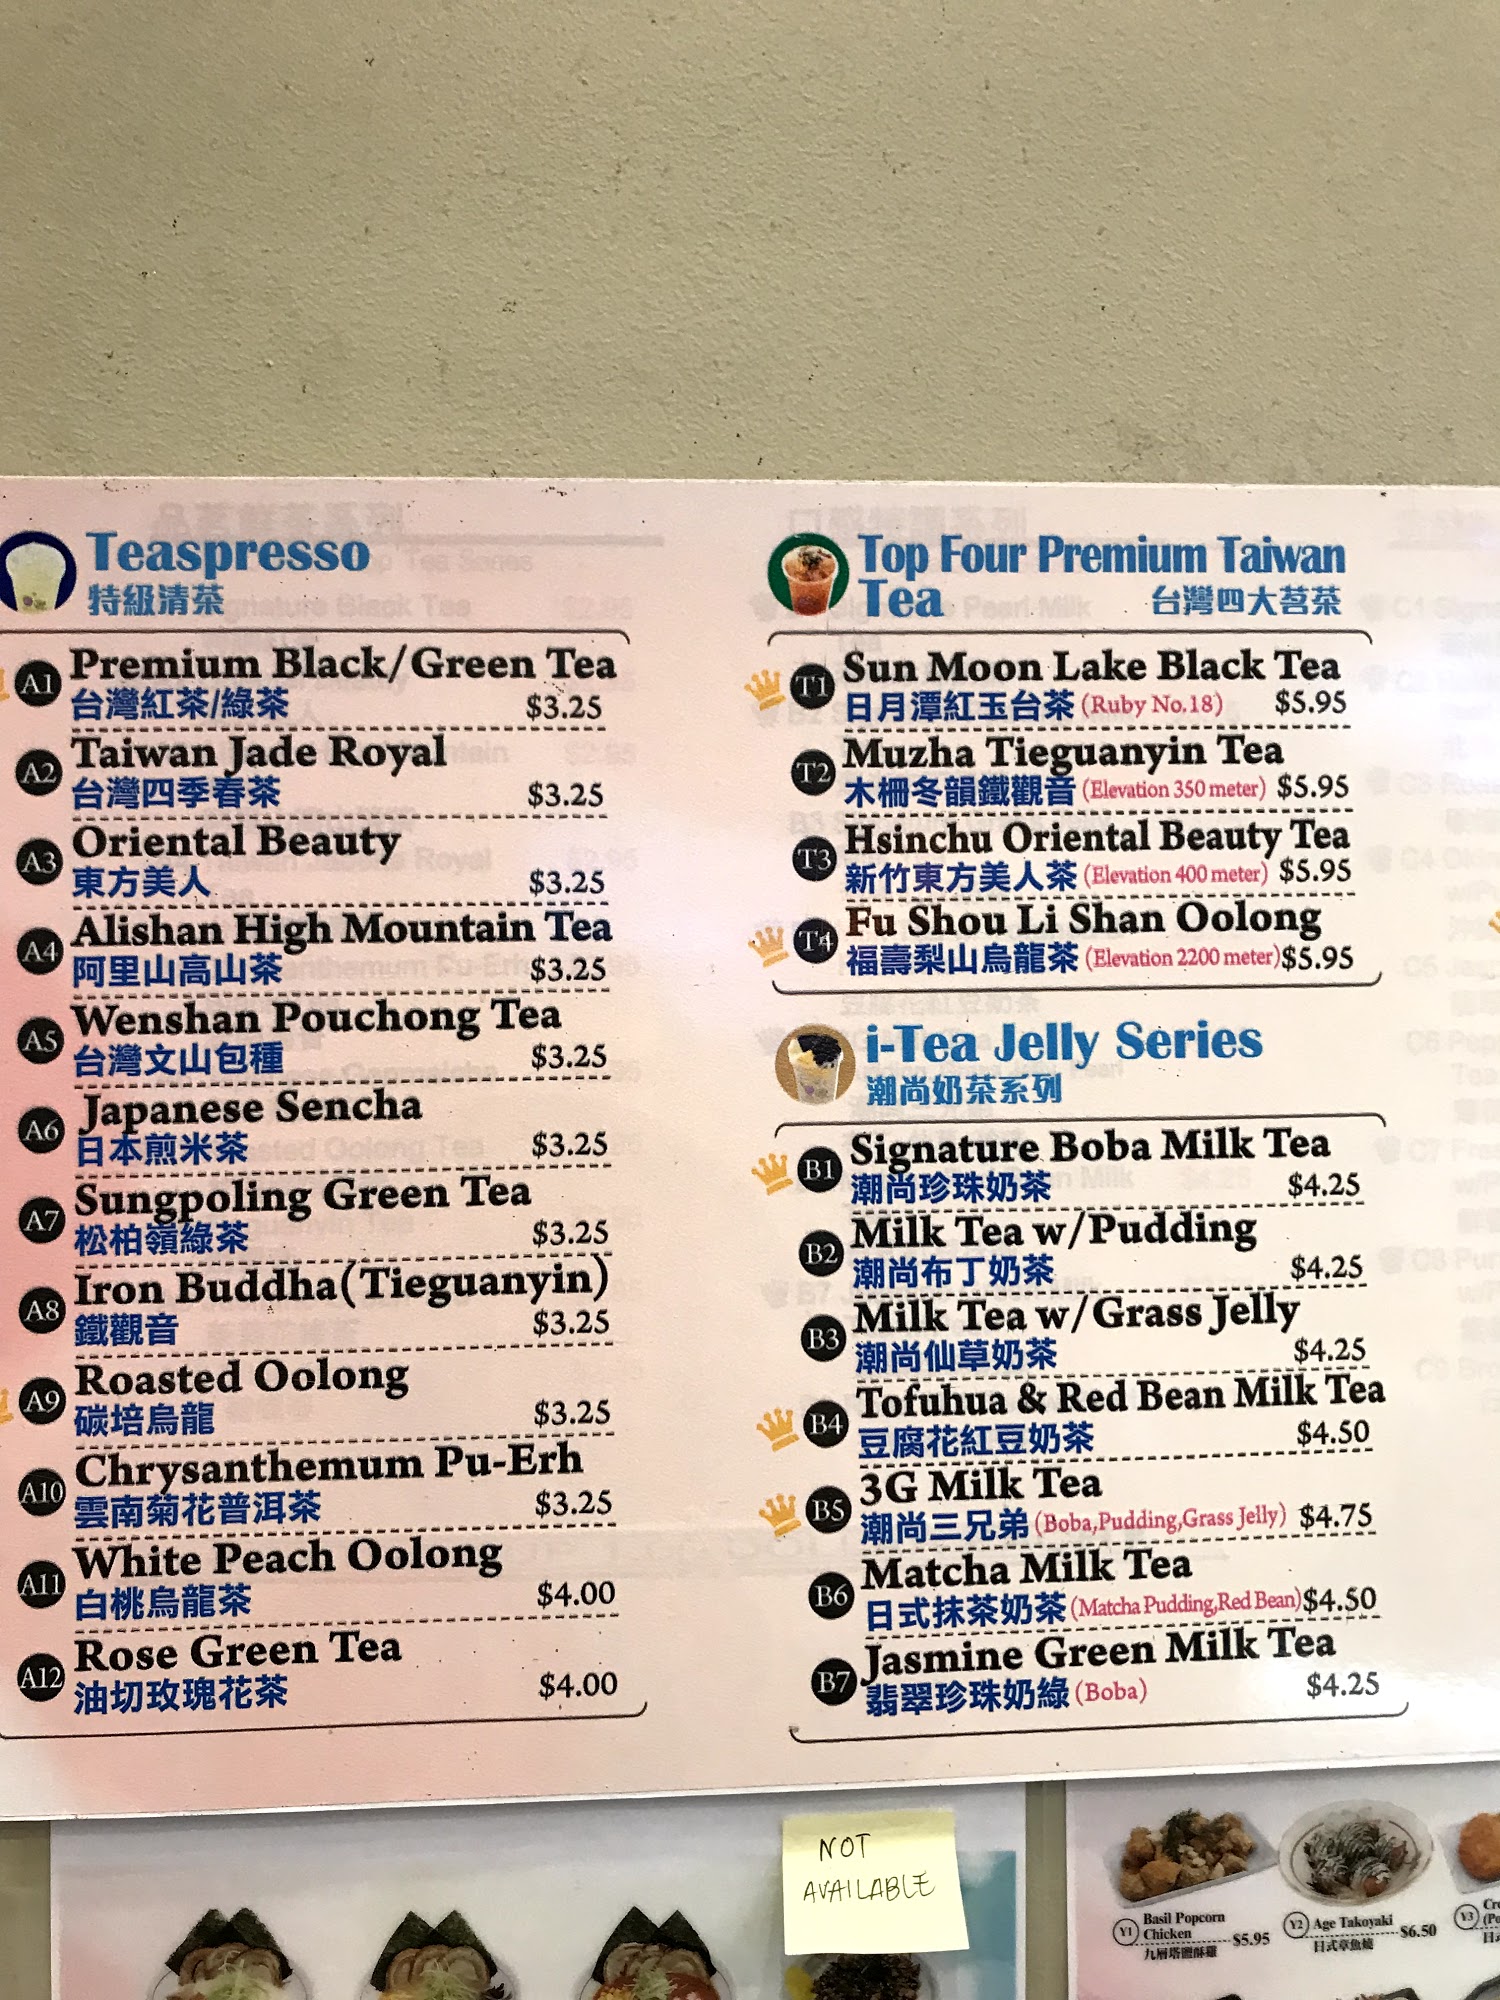 Teaspresso
特級清茶
A1 Premium Black/Green Tea
台灣紅茶/綠茶 $3.25
A2 Taiwan Jade Royal
台灣四季春茶 $3.25
A3 Oriental Beauty
東方美人 $3.25
A4 Alishan High Mountain Tea
阿里山高山茶 $3.25
A5 Wenshan Pouchong Tea
台灣文山包種 $3.25
A6 Japanese Sencha
日本煎米茶 $3.25
A7 Sungpoling Green Tea
松柏嶺綠茶 $3.25
A8 Iron Buddha(Tieguanyin)
鐵觀音 $3.25
A9 Roasted Oolong
碳培烏龍 $3.25
A10 Chrysanthemum Pu-Erh
雲南菊花普洱茶 $3.25
A11 White Peach Oolong
白桃烏龍茶 $4.00
A12 Rose Green Tea
油切玫瑰花茶 $4.00
Top Four Premium Taiwan
Tea 台灣四大茗茶
T1 Sun Moon Lake Black Tea
日月潭紅玉台茶 (Ruby No.18) $5.95
T2 Muzha Tieguanyin Tea
木柵冬韻鐵觀音 (Elevation 350 meter) $5.95
T3 Hsinchu Oriental Beauty Tea
新竹東方美人茶 (Elevation 400 meter) $5.95
T4 Fu Shou Li Shan Oolong
福壽梨山烏龍茶 (Elevation 2200 meter) $5.95
i-Tea Jelly Series
潮尚奶茶系列
B1 Signature Boba Milk Tea
潮尚珍珠奶茶 $4.25
B2 Milk Tea w/Pudding
潮尚布丁奶茶 $4.25
B3 Milk Tea w/Grass Jelly
潮尚仙草奶茶 $4.25
B4 Tofuhua & Red Bean Milk Tea
豆腐花紅豆奶茶 $4.50
B5 3G Milk Tea
潮尚三兄弟 (Boba,Pudding,Grass Jelly) $4.75
B6 Matcha Milk Tea
日式抹茶奶茶 (Matcha Pudding,Red Bean) $4.50
B7 Jasmine Green Milk Tea
翡翠珍珠奶綠 (Boba) $4.25
NOT
AVAILABLE
Y1 Basil Popcorn
Chicken $5.95
九層塔鹽酥雞
Y2 Age Takoyaki $6.50
日式章魚燒
Y3